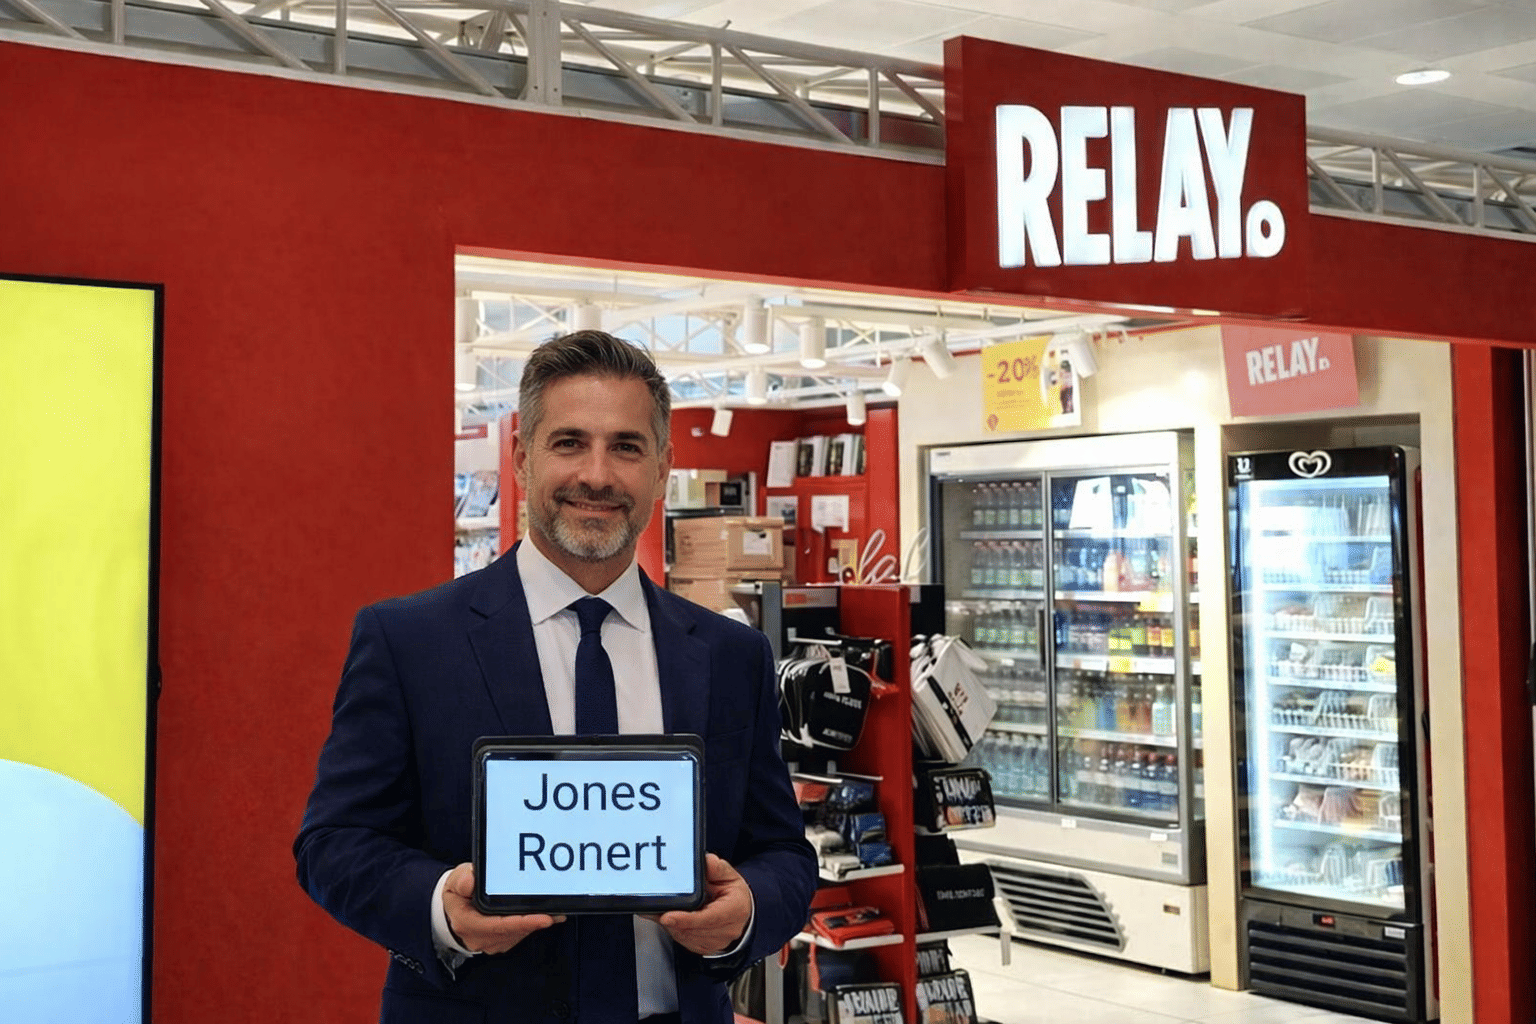 RELAY.
-20%
RELAY.
Jones
Ronert